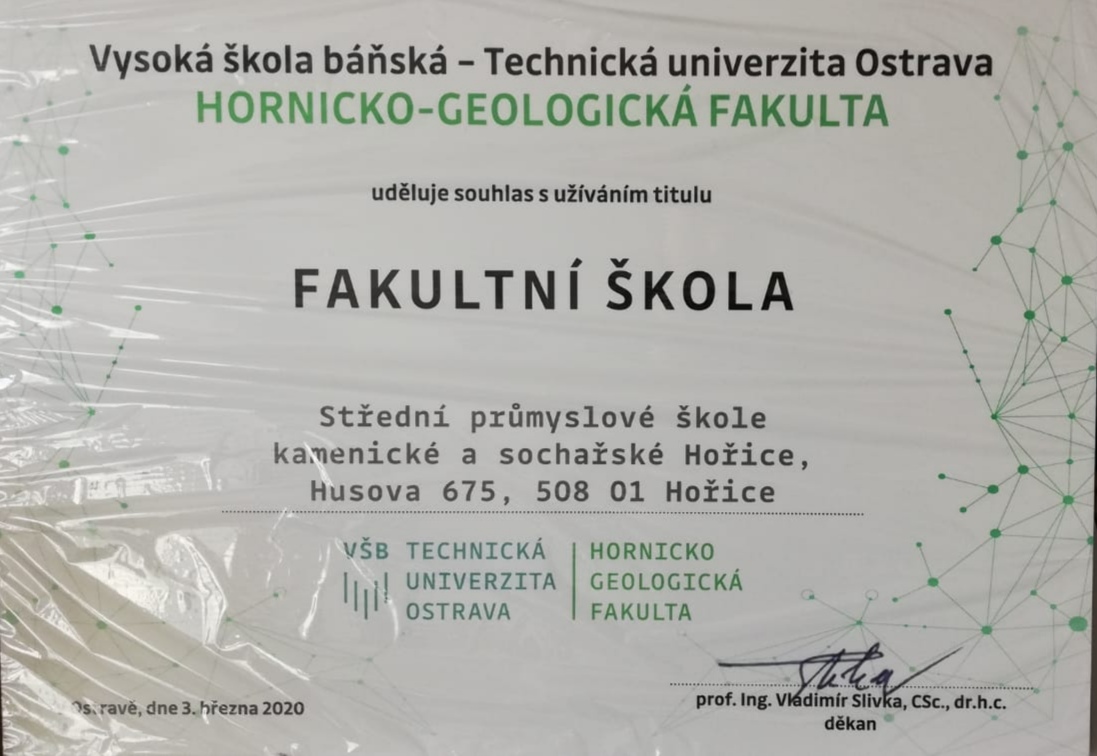 Vysoká škola báňská – Technická univerzita Ostrava
HORNICKO-GEOLOGICKÁ FAKULTA
uděluje souhlas s užíváním titulu
FAKULTNÍ ŠKOLA
Střední průmyslové škole
kamenické a sochařské Hořice,
Husova 675, 508 01 Hořice
VŠB TECHNICKÁ
UNIVERZITA
OSTRAVA
HORNICKO
GEOLOGICKÁ
FAKULTA
Ostravě, dne 3. března 2020
prof. Ing. Vladimír Slivka, CSc., dr.h.c.
děkan